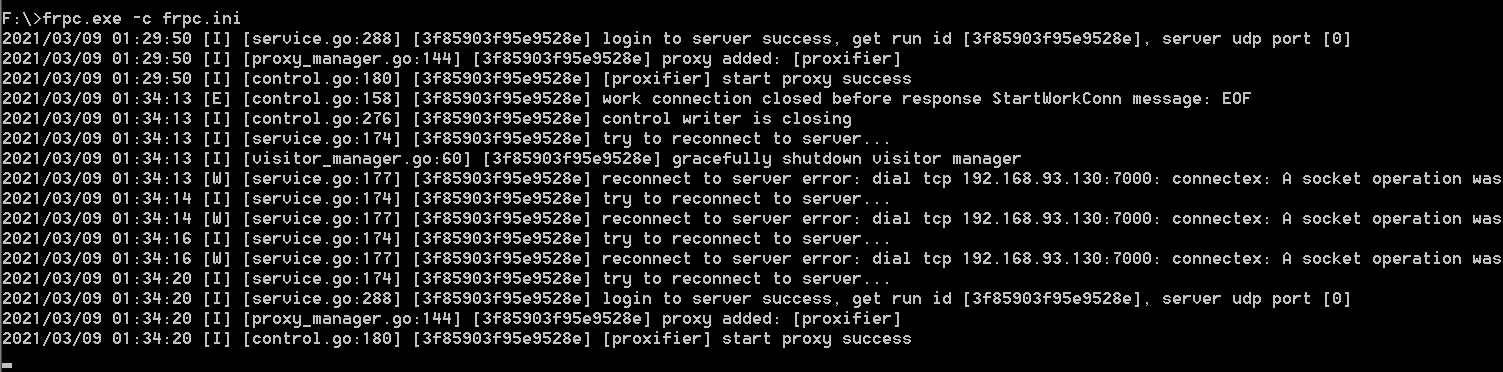 F:\>frpc.exe -c frpc.ini
2021/03/09 01:29:50 [I] [service.go:288] [3f85903f95e9528e] login to server success, get run id [3f85903f95e9528e], server udp port [0]
2021/03/09 01:29:50 [I] [proxy_manager.go:144] [3f85903f95e9528e] proxy added: [proxifier]
2021/03/09 01:29:50 [I] [control.go:180] [3f85903f95e9528e] [proxifier] start proxy success
2021/03/09 01:34:13 [E] [control.go:158] [3f85903f95e9528e] work connection closed before response StartWorkConn message: EOF
2021/03/09 01:34:13 [I] [control.go:276] [3f85903f95e9528e] control writer is closing
2021/03/09 01:34:13 [I] [service.go:174] [3f85903f95e9528e] try to reconnect to server...
2021/03/09 01:34:13 [I] [visitor_manager.go:60] [3f85903f95e9528e] gracefully shutdown visitor manager
2021/03/09 01:34:13 [W] [service.go:177] [3f85903f95e9528e] reconnect to server error: dial tcp 192.168.93.130:7000: connectex: A socket operation was
2021/03/09 01:34:14 [I] [service.go:174] [3f85903f95e9528e] try to reconnect to server...
2021/03/09 01:34:14 [W] [service.go:177] [3f85903f95e9528e] reconnect to server error: dial tcp 192.168.93.130:7000: connectex: A socket operation was
2021/03/09 01:34:16 [I] [service.go:174] [3f85903f95e9528e] try to reconnect to server...
2021/03/09 01:34:16 [W] [service.go:177] [3f85903f95e9528e] reconnect to server error: dial tcp 192.168.93.130:7000: connectex: A socket operation was
2021/03/09 01:34:20 [I] [service.go:174] [3f85903f95e9528e] try to reconnect to server...
2021/03/09 01:34:20 [I] [service.go:288] [3f85903f95e9528e] login to server success, get run id [3f85903f95e9528e], server udp port [0]
2021/03/09 01:34:20 [I] [proxy_manager.go:144] [3f85903f95e9528e] proxy added: [proxifier]
2021/03/09 01:34:20 [I] [control.go:180] [3f85903f95e9528e] [proxifier] start proxy success